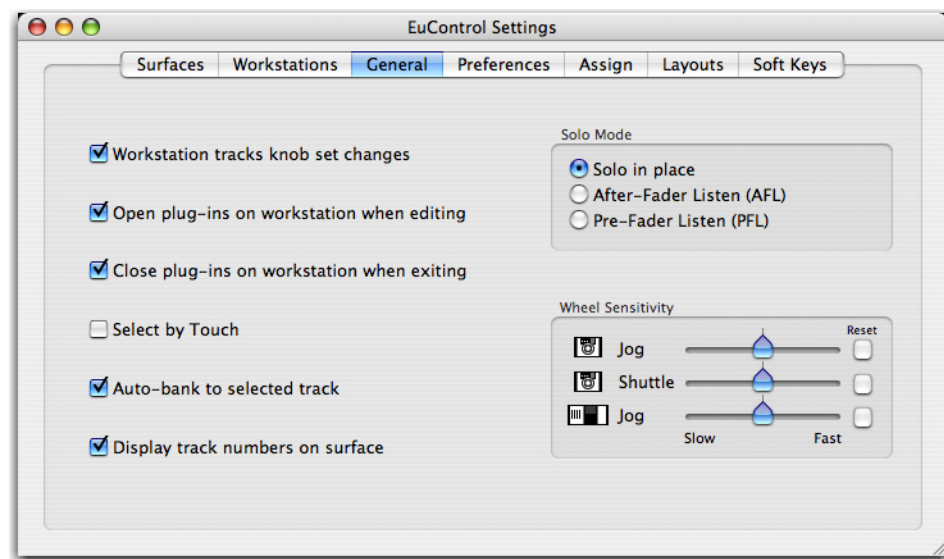 EuControl Settings
Surfaces Workstations General Preferences Assign Layouts Soft Keys
Workstation tracks knob set changes
Open plug-ins on workstation when editing
Close plug-ins on workstation when exiting
Select by Touch
Auto-bank to selected track
Display track numbers on surface
Solo Mode
Solo in place
After-Fader Listen (AFL)
Pre-Fader Listen (PFL)
Wheel Sensitivity
Reset
Jog
Shuttle
Jog
Slow Fast